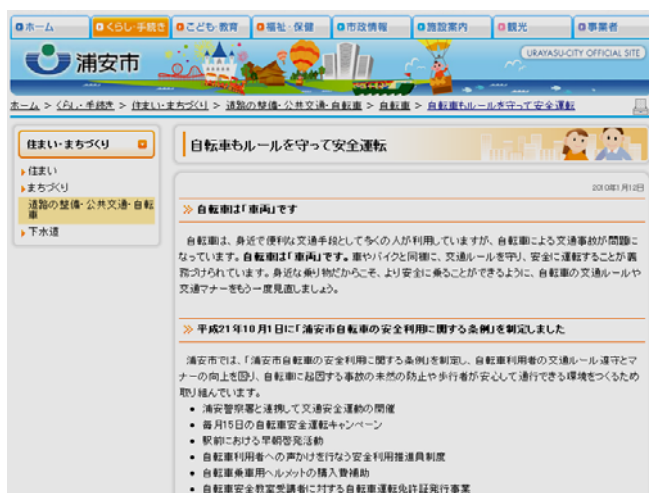 ホーム
くらし・手続き
こども・教育
福祉・保健
市政情報
施設案内
観光
事業者
浦安市
URAYASU-CITY OFFICIAL SITE
ホーム > くらし・手続き > 住まい・まちづくり > 道路の整備・公共交通・自転車 > 自転車 > 自転車もルールを守って安全運転
住まい・まちづくり
住まい
まちづくり
道路の整備・公共交通・自転
車
下水道
自転車もルールを守って安全運転
2010年1月12日
自転車は「車両」です
自転車は、身近で便利な交通手段として多くの人が利用していますが、自転車による交通事故が問題に
なっています。自転車は「車両」です。車やバイクと同様に、交通ルールを守り、安全に運転することが義
務づけられています。身近な乗り物だからこそ、より安全に乗ることができるように、自転車の交通ルールや
交通マナーをもう一度見直しましょう。
平成21年10月1日に「浦安市自転車の安全利用に関する条例」を制定しました
浦安市では、「浦安市自転車の安全利用に関する条例」を制定し、自転車利用者の交通ルール遵守とマ
ナーの向上を図り、自転車に起因する事故の未然の防止や歩行者が安心して通行できる環境をつくるため
取り組んでいます。
• 浦安警察署と連携して交通安全運動の開催
• 毎月15日の自転車安全運転キャンペーン
• 駅前における早朝啓発活動
• 自転車利用者への声かけを行なう安全利用推進員制度
• 自転車乗車用ヘルメットの購入費補助
• 自転車安全教室受講者に対する自転車運転免許証発行事業